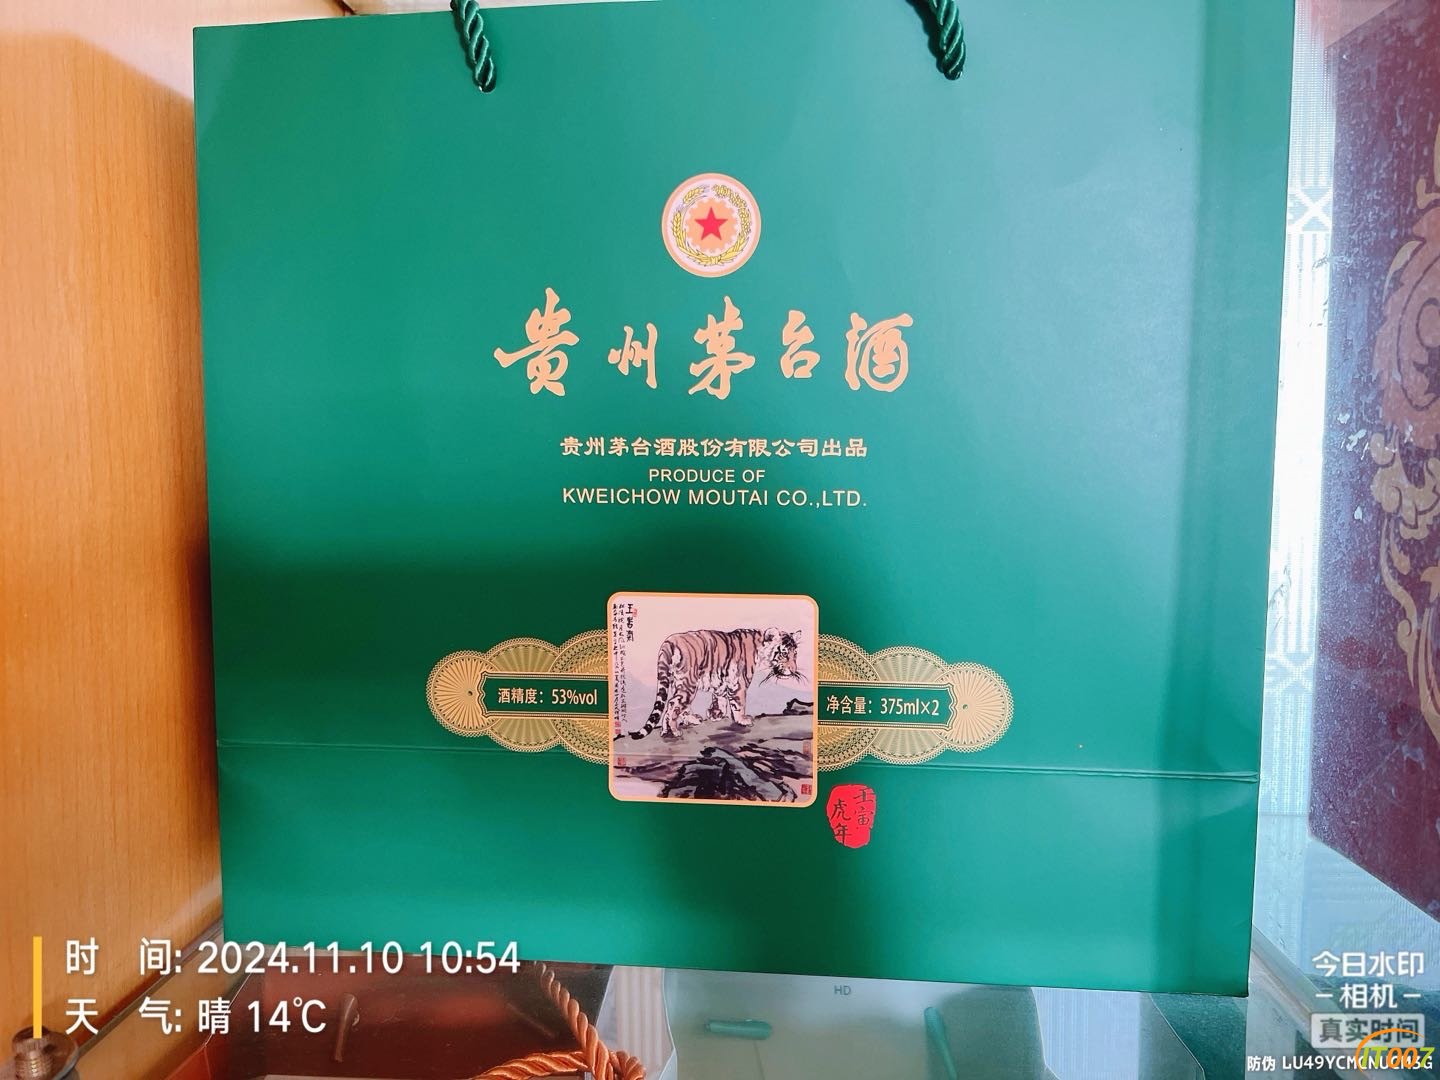 贵州茅台酒
贵州茅台酒股份有限公司出品
PRODUCE OF
KWEICHOW MOUTAI CO.,LTD.
酒精度：53%vol
净含量：375ml×2
壬寅
虎年
HD
时 间: 2024.11.10 10:54
天 气: 晴 14℃
今日水印
相机
真实时间
IT007